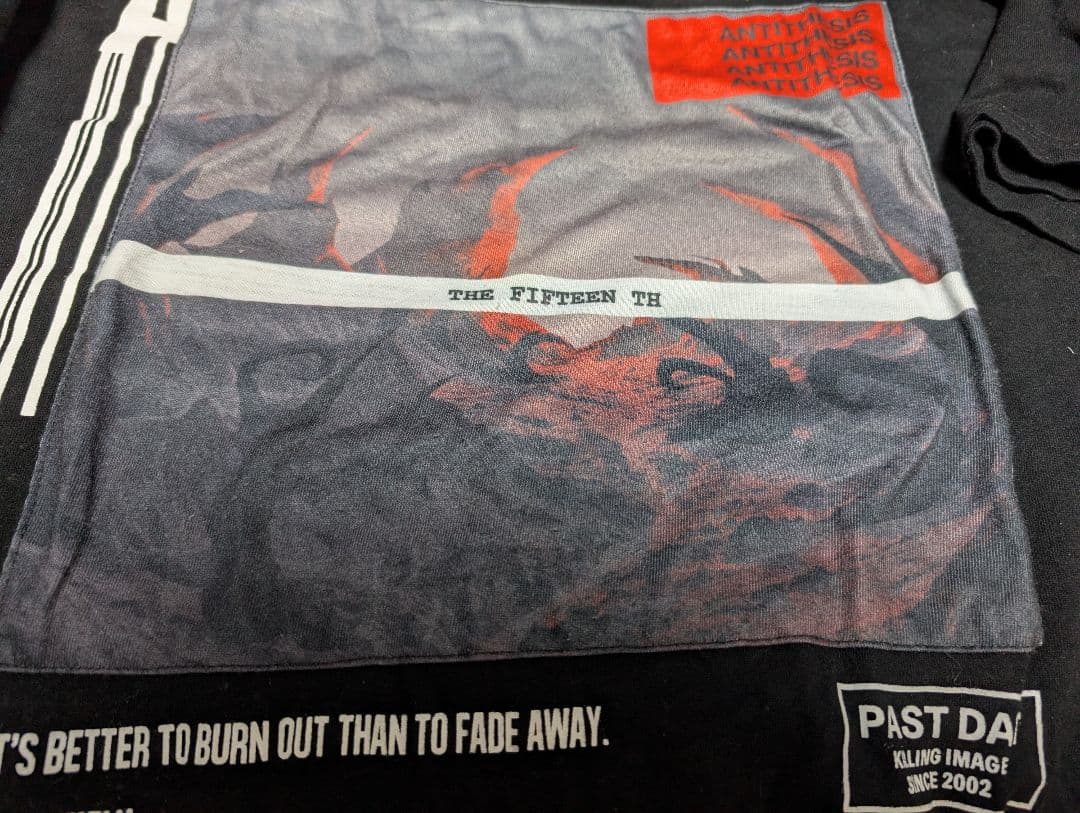 ANTITHESIS
ANTITHESIS
ANTITHESIS
ANTITHESIS
THE FIFTEEN TH
T'S BETTER TO BURN OUT THAN TO FADE AWAY.
PAST DA
KILLING IMAGE
SINCE 2002